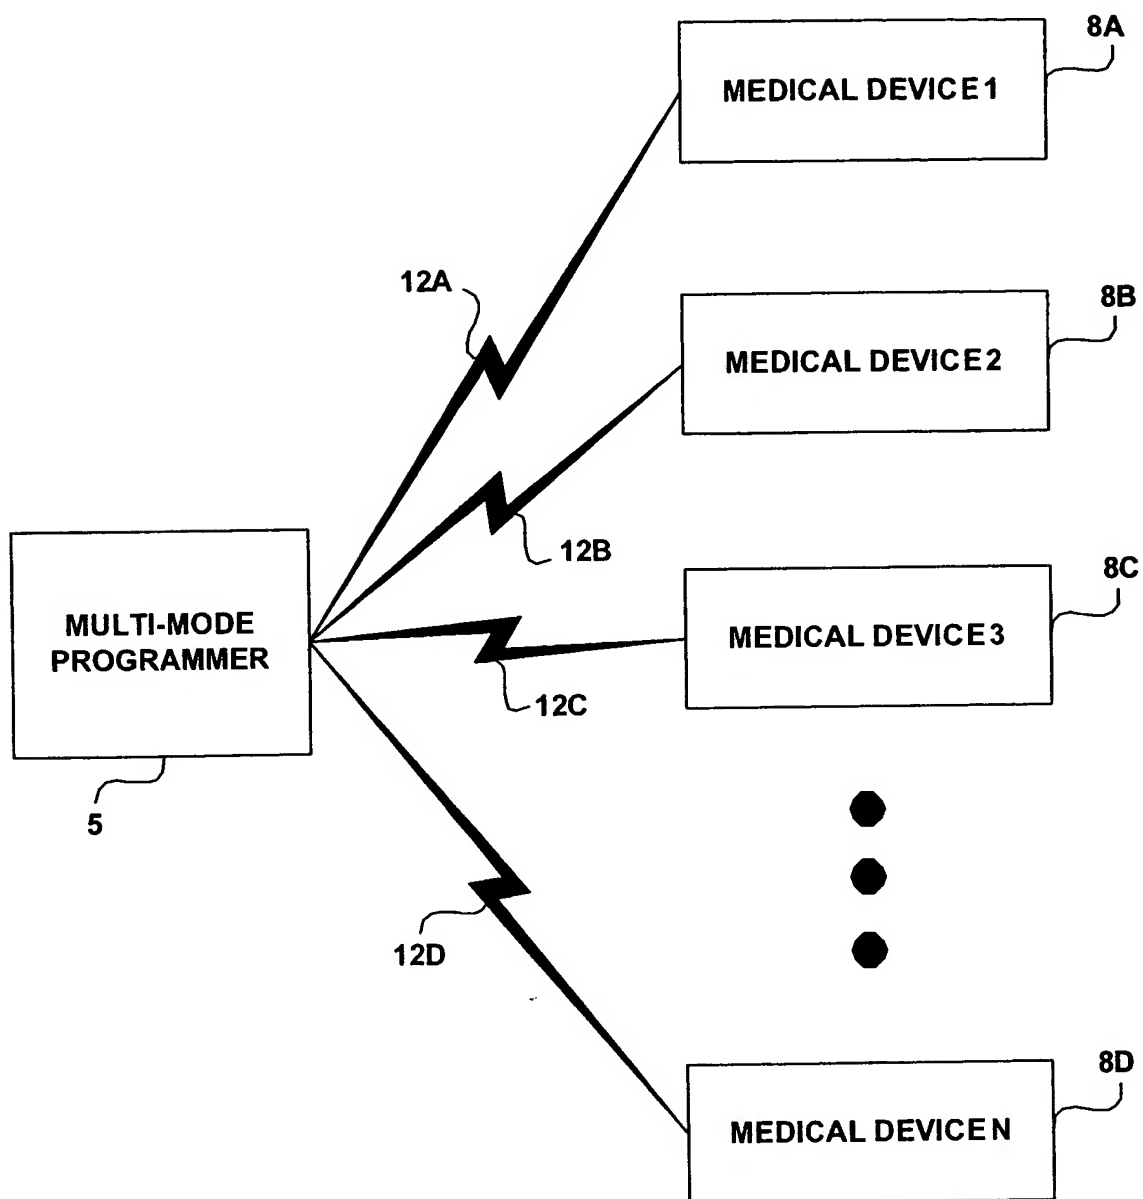 8A
MEDICAL DEVICE 1
12A
8B
MEDICAL DEVICE 2
12B
8C
MULTI-MODE
PROGRAMMER
MEDICAL DEVICE 3
12C
5
12D
8D
MEDICAL DEVICE N